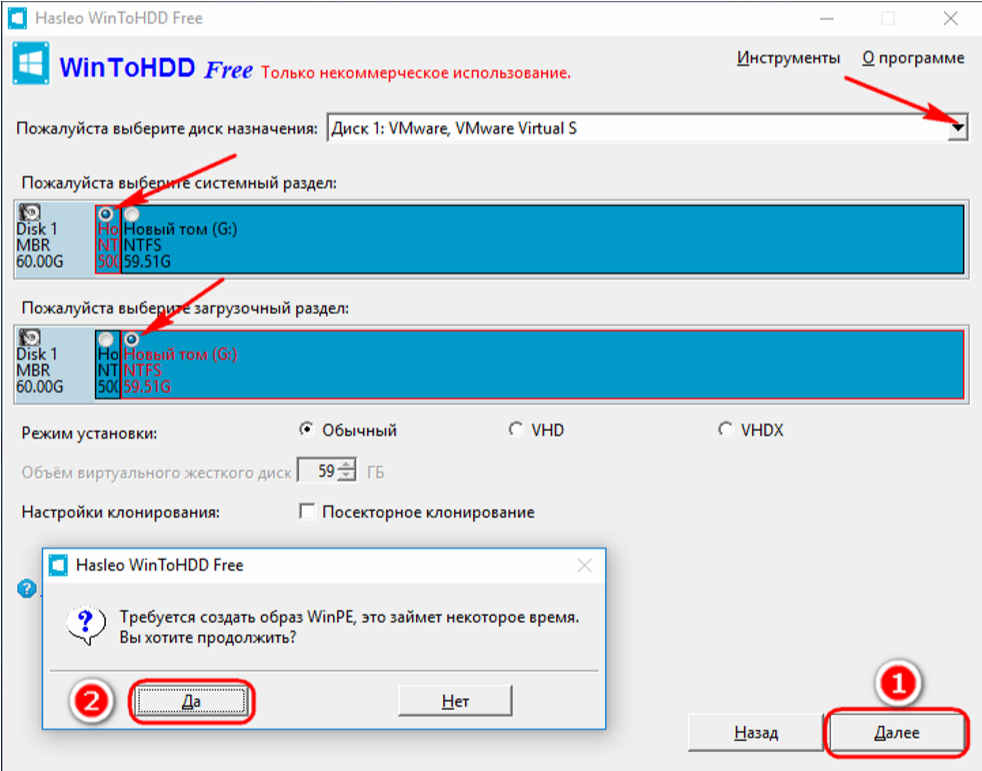 Hasleo WinToHDD Free
WinToHDD Free Только некоммерческое использование.
Инструменты О программе
Пожалуйста выберите диск назначения: Диск 1: VMware, VMware Virtual S
Пожалуйста выберите системный раздел:
Disk 1 Но Новый том (G:)
MBR NT NTFS
60.00G 500 59.51G
Пожалуйста выберите загрузочный раздел:
Disk 1 Но Новый том (G:)
MBR NT NTFS
60.00G 500 59.51G
Режим установки: Обычный VHD VHDX
Объём виртуального жесткого диск 59 ГБ
Настройки клонирования: Посекторное клонирование
Hasleo WinToHDD Free
?
? Требуется создать образ WinPE, это займет некоторое время.
Вы хотите продолжить?
2 Да Нет
1
Назад Далее